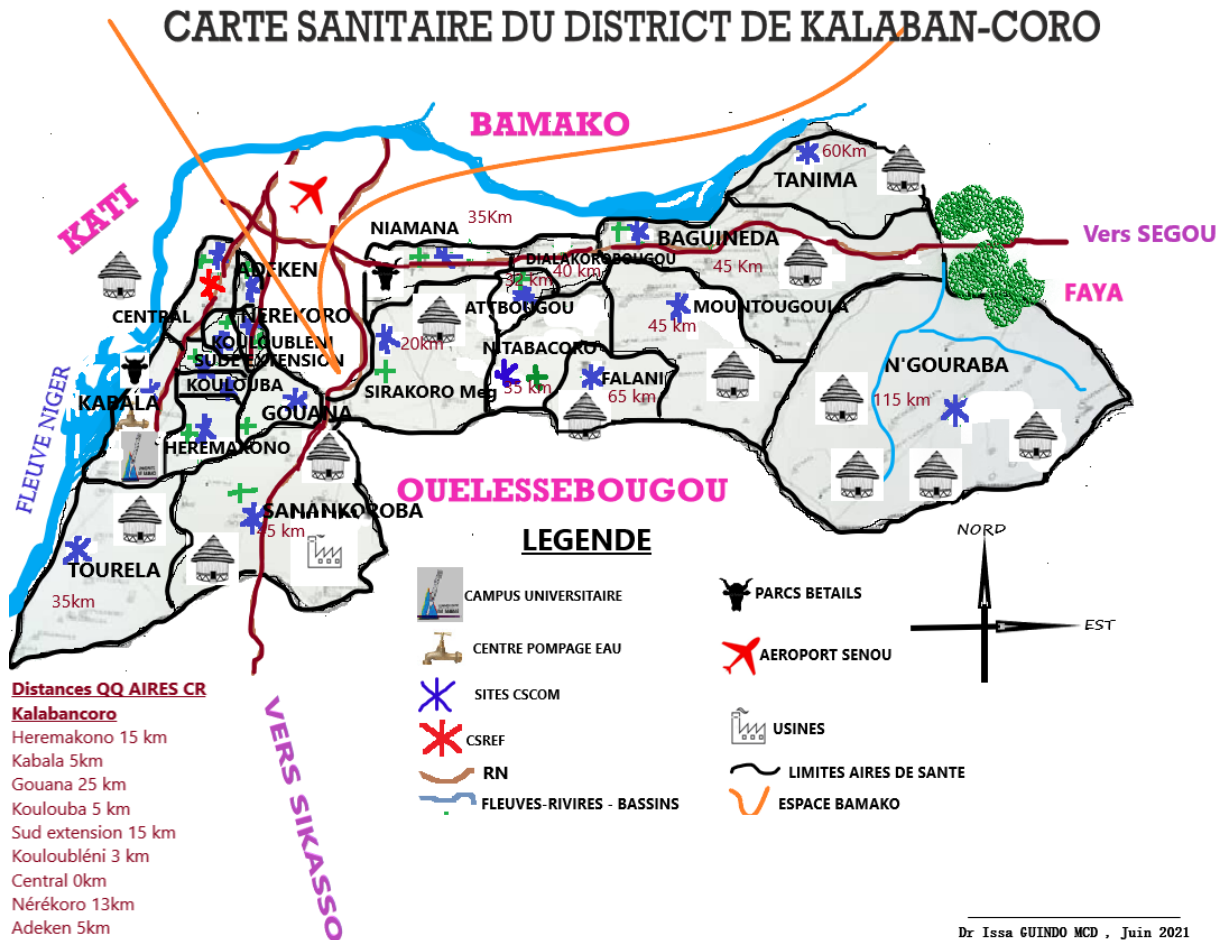 CARTE SANITAIRE DU DISTRICT DE KALABAN-CORO
BAMAKO
KATI
60Km
TANIMA
35Km
NIAMANA
BAGUINEDA
Vers SEGOU
DIALAKOROBOUGOU
ADEKEN
32 km
40 km
45 Km
FAYA
CENTRAL
NEREKORO
ATTBOUGOU
MOUNTOUGOULA
KOULOUBLENI
20km
45 km
N'TABACORO
SUDE EXTENSION
N'GOURABA
KOULOUBA
SIRAKORO Meg
35 km
FALANI
65 km
115 km
KABALA
GOUANA
HEREMAKONO
FLEUVE NIGER
OUELESSEBOUGOU
SANANKOROBA
45 km
TOURELA
35km
LEGENDE
CAMPUS UNIVERSITAIRE
CENTRE POMPAGE EAU
SITES CSCOM
CSREF
RN
FLEUVES-RIVIRES - BASSINS
PARCS BETAILS
AEROPORT SENOU
USINES
LIMITES AIRES DE SANTE
ESPACE BAMAKO
NORD
EST
VERS SIKASSO
Distances QQ AIRES CR
Kalabancoro
Heremakono 15 km
Kabala 5km
Gouana 25 km
Koulouba 5 km
Sud extension 15 km
Kouloubléni 3 km
Central 0km
Nérékoro 13km
Adeken 5km
Dr Issa GUINDO MCD , Juin 2021